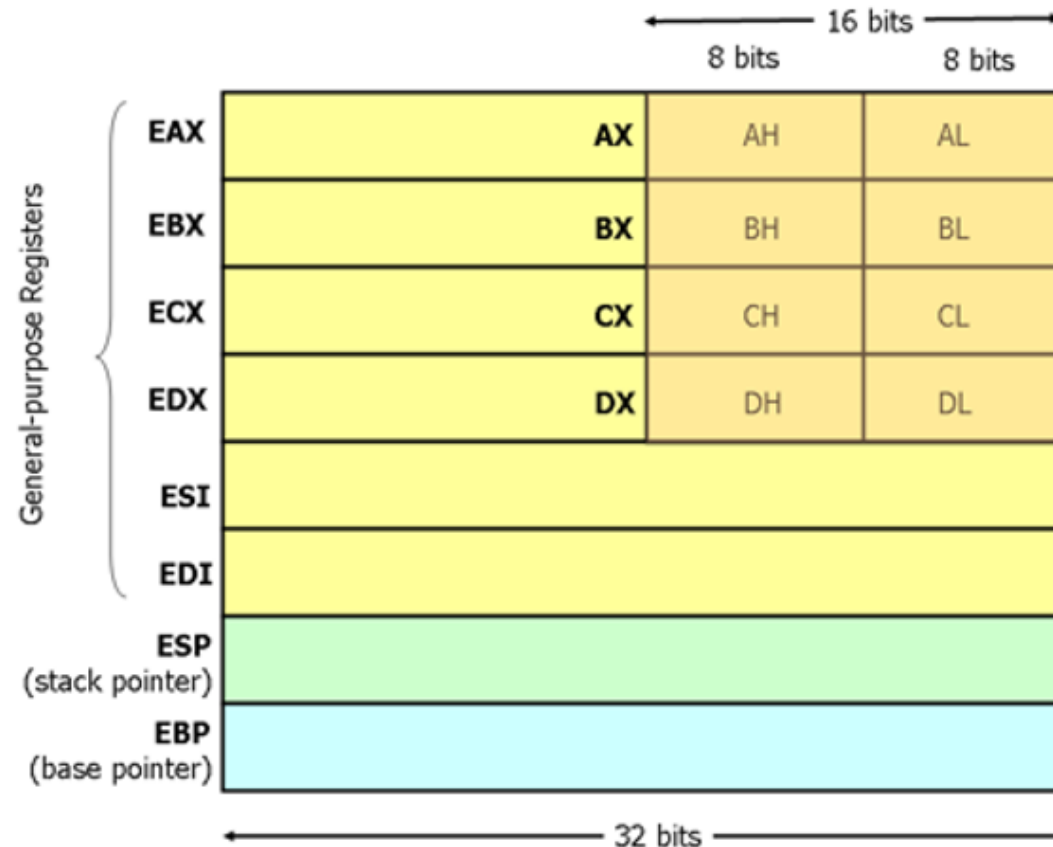 16 bits
8 bits 8 bits
General-purpose Registers
EAX AX AH AL
EBX BX BH BL
ECX CX CH CL
EDX DX DH DL
ESI
EDI
ESP
(stack pointer)
EBP
(base pointer)
32 bits